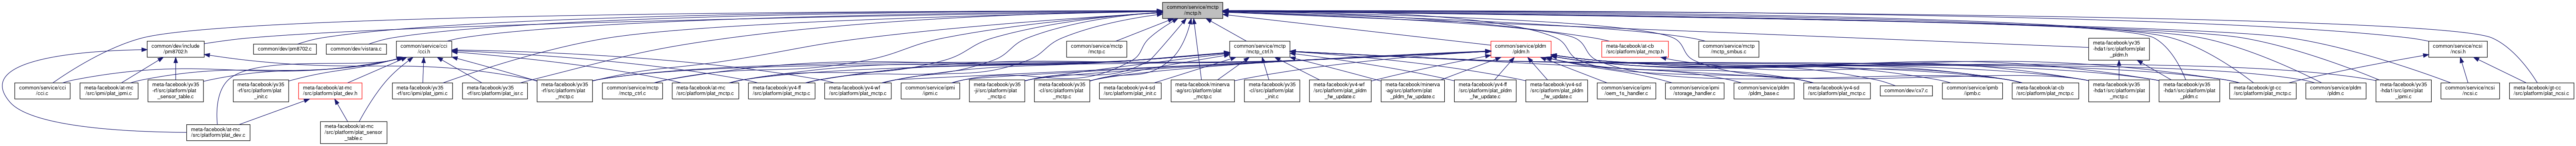 common/service/mctp
/mctp.h
common/dev/include
/pm8702.h
common/dev/pm8702.c
common/dev/vistara.c
common/service/cci
/cci.h
common/service/mctp
/mctp.c
common/service/mctp
/mctp_ctrl.h
common/service/pldm
/pldm.h
meta-facebook/at-cb
/src/platform/plat_mctp.h
common/service/mctp
/mctp_smbus.c
meta-facebook/yv35
-hda1/src/platform
/plat_pldm.h
common/service/ncsi
/ncsi.h
common/service/cci
/cci.c
meta-facebook/at-mc
/src/ipmi/plat_ipmi.c
meta-facebook/yv35
-rf/src/platform/plat
_sensor_table.c
meta-facebook/yv35
-rf/src/platform/plat
_init.c
meta-facebook/at-mc
/src/platform/plat_dev.h
meta-facebook/yv35
-rf/src/ipmi/plat_ipmi.c
meta-facebook/yv35
-rf/src/platform/plat_isr.c
meta-facebook/yv35
-rf/src/platform/plat
_mctp.c
common/service/mctp
/mctp_ctrl.c
meta-facebook/at-mc
/src/platform/plat_mctp.c
meta-facebook/yv4-ff
/src/platform/plat_mctp.c
meta-facebook/yv4-wf
/src/platform/plat_mctp.c
common/service/ipmi
/ipmi.c
meta-facebook/yv35
-gl/src/platform/plat
_mctp.c
meta-facebook/yv35
-cl/src/platform/plat
_mctp.c
meta-facebook/yv4-sd
/src/platform/plat_init.c
meta-facebook/minerva
-ag/src/platform/plat
_mctp.c
meta-facebook/yv35
-cl/src/platform/plat
_init.c
meta-facebook/yv4-wf
/src/platform/plat_pldm
_fw_update.c
meta-facebook/minerva
-ag/src/platform/plat
_pldm_fw_update.c
meta-facebook/yv4-ff
/src/platform/plat_pldm
_fw_update.c
meta-facebook/yv4-sd
/src/platform/plat_pldm
_fw_update.c
common/service/ipmi
/oem_1s_handler.c
common/service/ipmi
/storage_handler.c
common/service/pldm
/pldm_base.c
meta-facebook/yv4-sd
/src/platform/plat_mctp.c
common/dev/cx7.c
common/service/ipmb
/ipmb.c
meta-facebook/at-cb
/src/platform/plat_mctp.c
meta-facebook/yv35
-hda1/src/platform
/plat_mctp.c
meta-facebook/yv35
-hda1/src/platform
/plat_pldm.c
meta-facebook/gt-cc
/src/platform/plat_mctp.c
common/service/pldm
/pldm.c
meta-facebook/yv35
-hda1/src/ipmi/plat
_ipmi.c
common/service/ncsi
/ncsi.c
meta-facebook/gt-cc
/src/platform/plat_ncsi.c
meta-facebook/at-mc
/src/platform/plat_dev.c
meta-facebook/at-mc
/src/platform/plat_sensor
_table.c